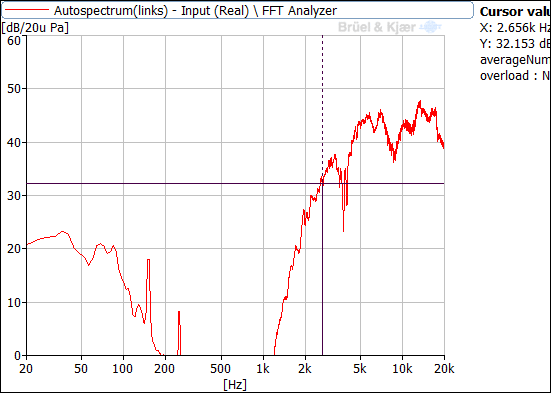 Autospectrum(links) - Input (Real) \ FFT Analyzer
Cursor valu
[dB/20u Pa]
Brüel & Kjær
X: 2.656k Hz
Y: 32.153 dB
averageNum
overload : N
60
50
40
30
20
10
0
20 50 100 200 500 1k 2k 5k 10k 20k
[Hz]